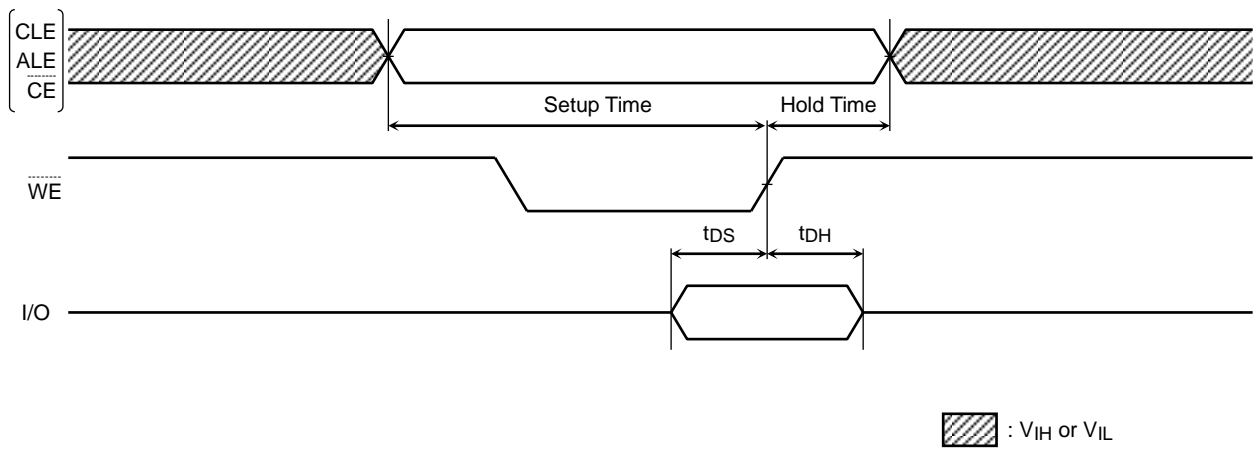 CLE
ALE
CE
Setup Time
Hold Time
WE
tDS
tDH
I/O
: VIH or VIL